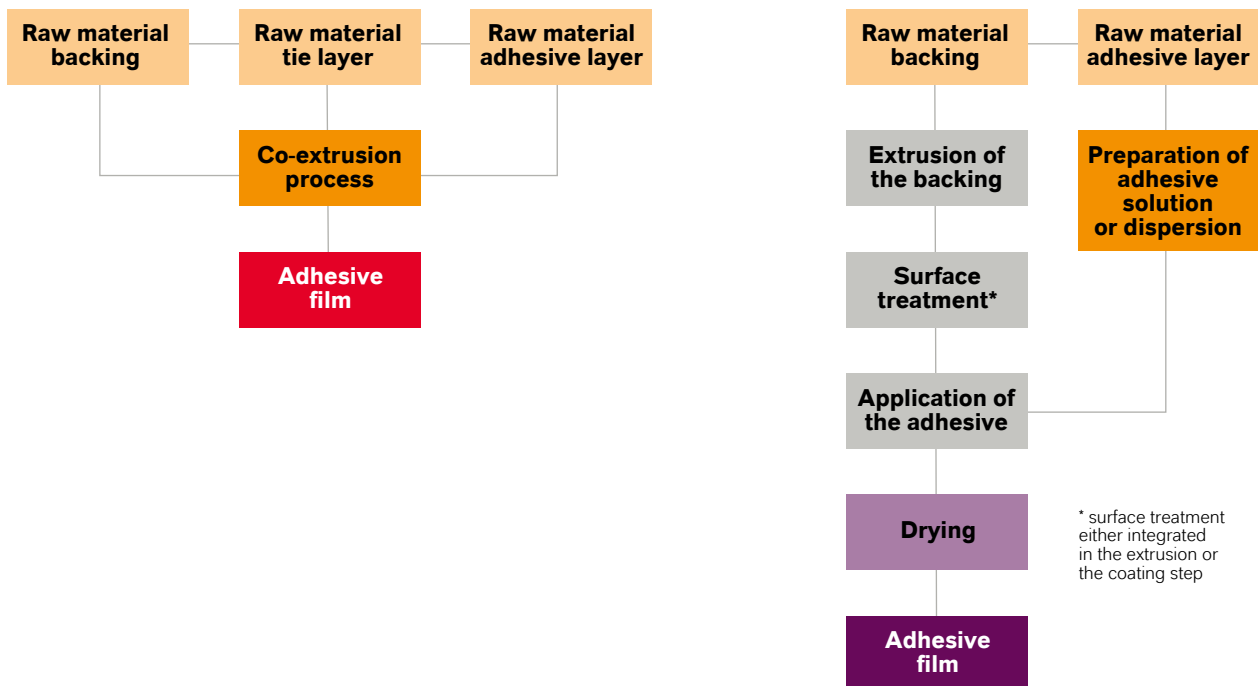 Raw material
backing
Raw material
tie layer
Raw material
adhesive layer
Co-extrusion
process
Adhesive
film
Raw material
backing
Raw material
adhesive layer
Extrusion of
the backing
Preparation of
adhesive
solution
or dispersion
Surface
treatment*
Application of
the adhesive
Drying
* surface treatment
either integrated
in the extrusion or
the coating step
Adhesive
film